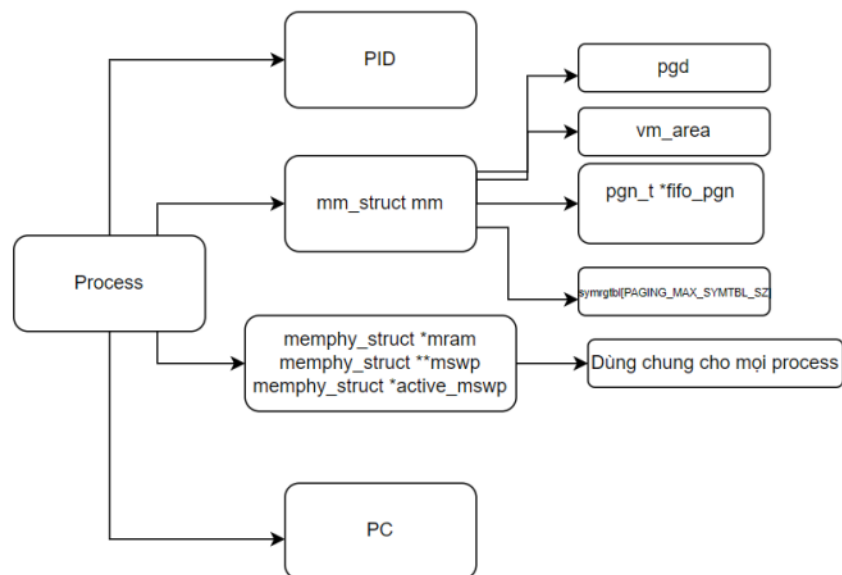 PID
pgd
vm_area
mm_struct mm
pgn_t *fifo_pgn
Process
symrgtbl[PAGING_MAX_SYMTBL_SZ]
memphy_struct *mram
memphy_struct **mswp
memphy_struct *active_mswp
Dùng chung cho mọi process
PC